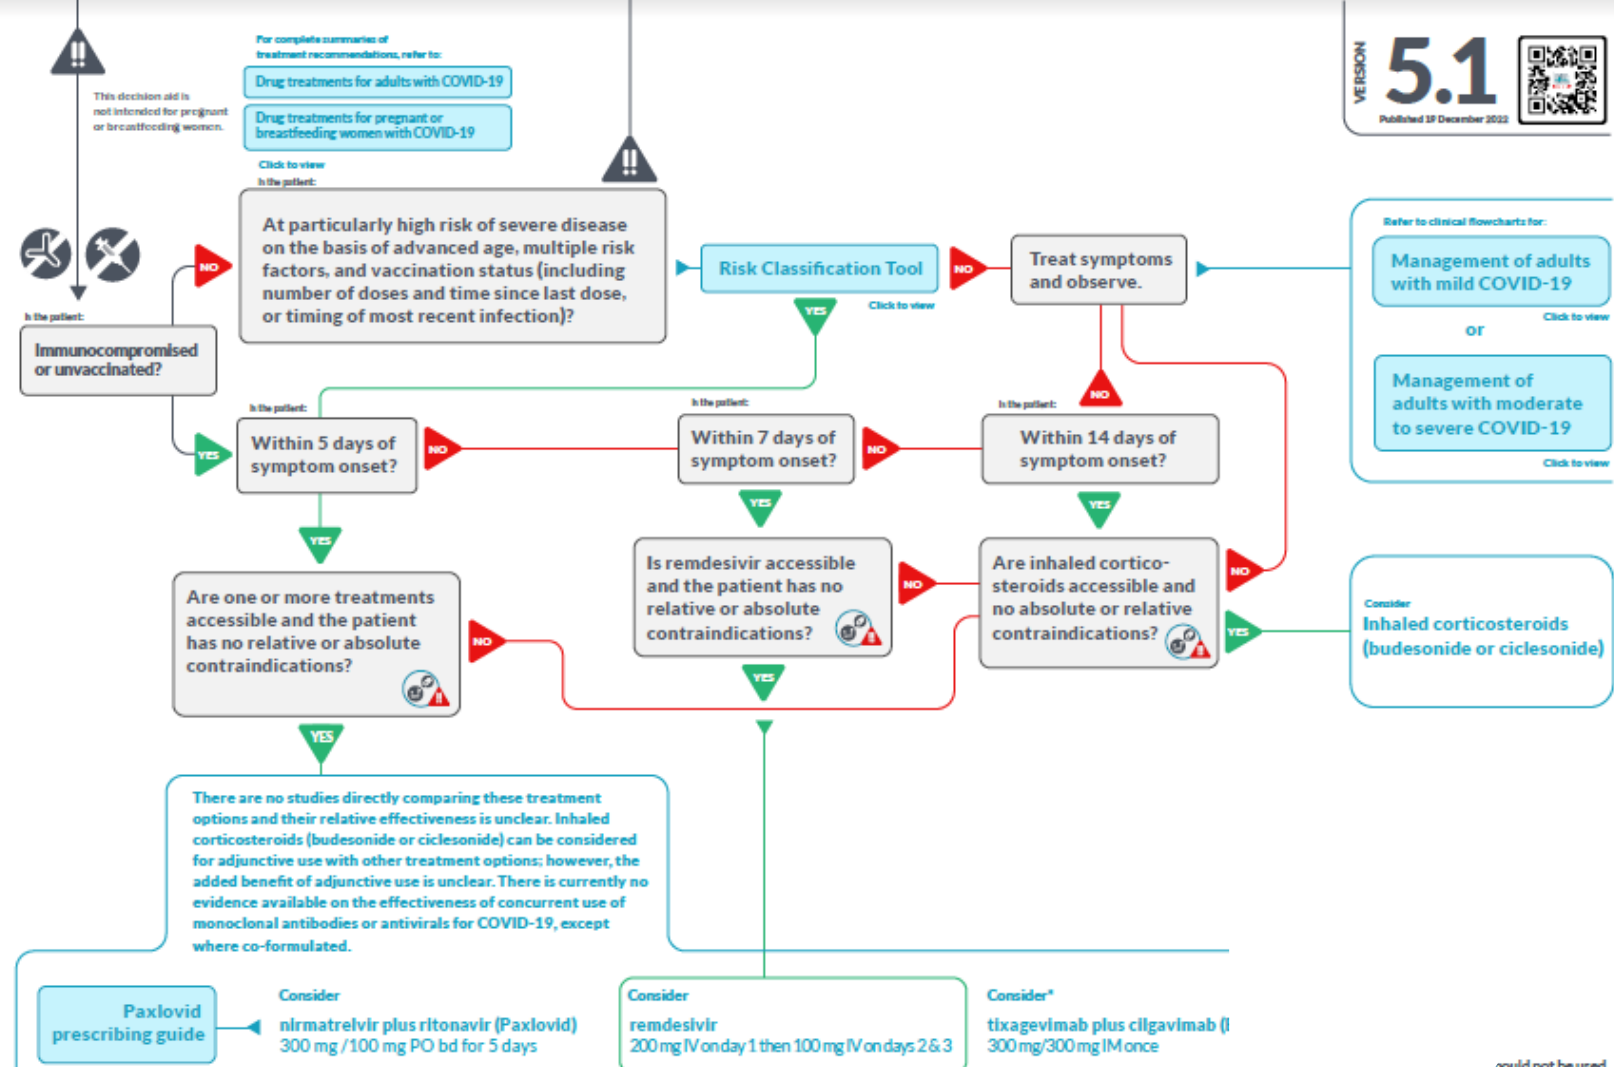 For complete summaries of
treatment recommendations, refer to:
Drug treatments for adults with COVID-19
Drug treatments for pregnant or
breastfeeding women with COVID-19
Click to view
This decision aid is
not intended for pregnant
or breastfeeding women.
VERSION
5.1
Published 19 December 2022
Is the patient:
At particularly high risk of severe disease
on the basis of advanced age, multiple risk
factors, and vaccination status (including
number of doses and time since last dose,
or timing of most recent infection)?
NO
Is the patient:
Immunocompromised
or unvaccinated?
YES
Risk Classification Tool
Click to view
NO
YES
Treat symptoms
and observe.
Refer to clinical flowcharts for:
Management of adults
with mild COVID-19
Click to view
or
Management of
adults with moderate
to severe COVID-19
Click to view
Is the patient:
Within 5 days of
symptom onset?
NO
YES
Is the patient:
Within 7 days of
symptom onset?
NO
YES
Is the patient:
Within 14 days of
symptom onset?
NO
YES
Are one or more treatments
accessible and the patient
has no relative or absolute
contraindications?
NO
YES
Is remdesivir accessible
and the patient has no
relative or absolute
contraindications?
NO
YES
Are inhaled cortico-
steroids accessible and
no absolute or relative
contraindications?
NO
YES
Consider
Inhaled corticosteroids
(budesonide or ciclesonide)
There are no studies directly comparing these treatment
options and their relative effectiveness is unclear. Inhaled
corticosteroids (budesonide or ciclesonide) can be considered
for adjunctive use with other treatment options; however, the
added benefit of adjunctive use is unclear. There is currently no
evidence available on the effectiveness of concurrent use of
monoclonal antibodies or antivirals for COVID-19, except
where co-formulated.
Paxlovid
prescribing guide
Consider
nirmatrelvir plus ritonavir (Paxlovid)
300 mg /100 mg PO bd for 5 days
Consider
remdesivir
200 mg IV on day 1 then 100 mg IV on days 2 & 3
Consider*
tixagevimab plus cilgavimab (
300 mg/300 mg IM once
not be used